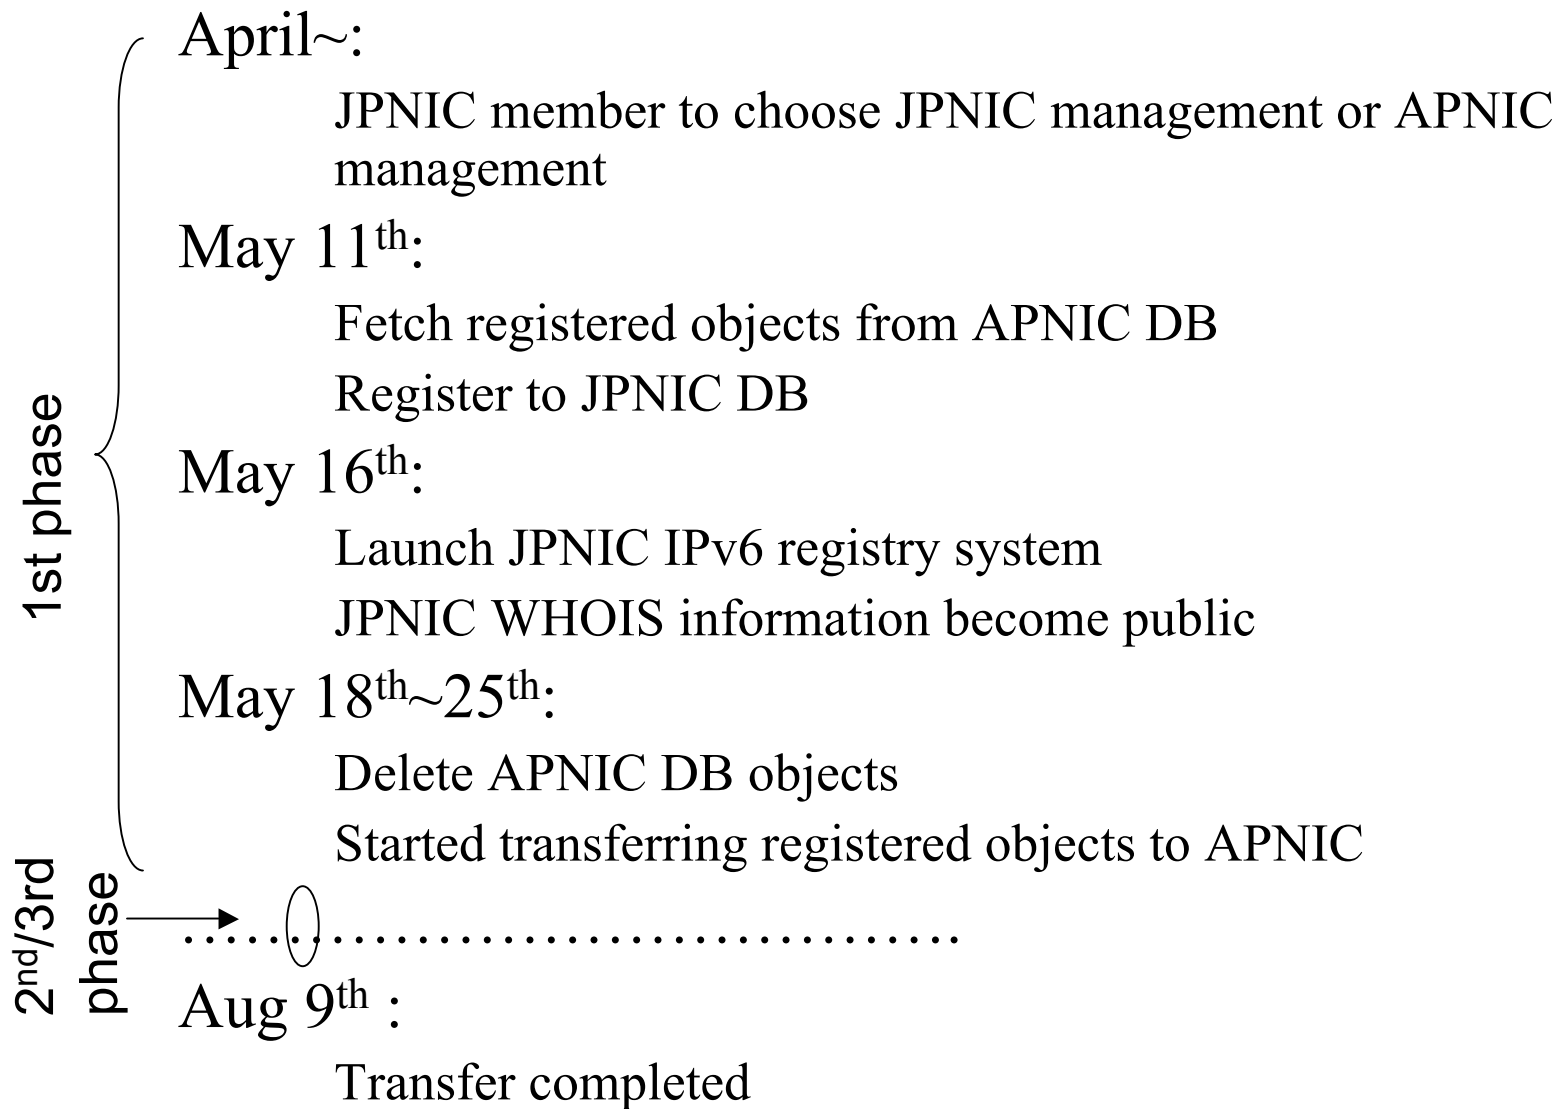 April~:
JPNIC member to choose JPNIC management or APNIC
management
May 11th:
Fetch registered objects from APNIC DB
Register to JPNIC DB
May 16th:
Launch JPNIC IPv6 registry system
JPNIC WHOIS information become public
May 18th~25th:
Delete APNIC DB objects
Started transferring registered objects to APNIC
1st phase
2nd/3rd
phase
.....................................
Aug 9th :
Transfer completed